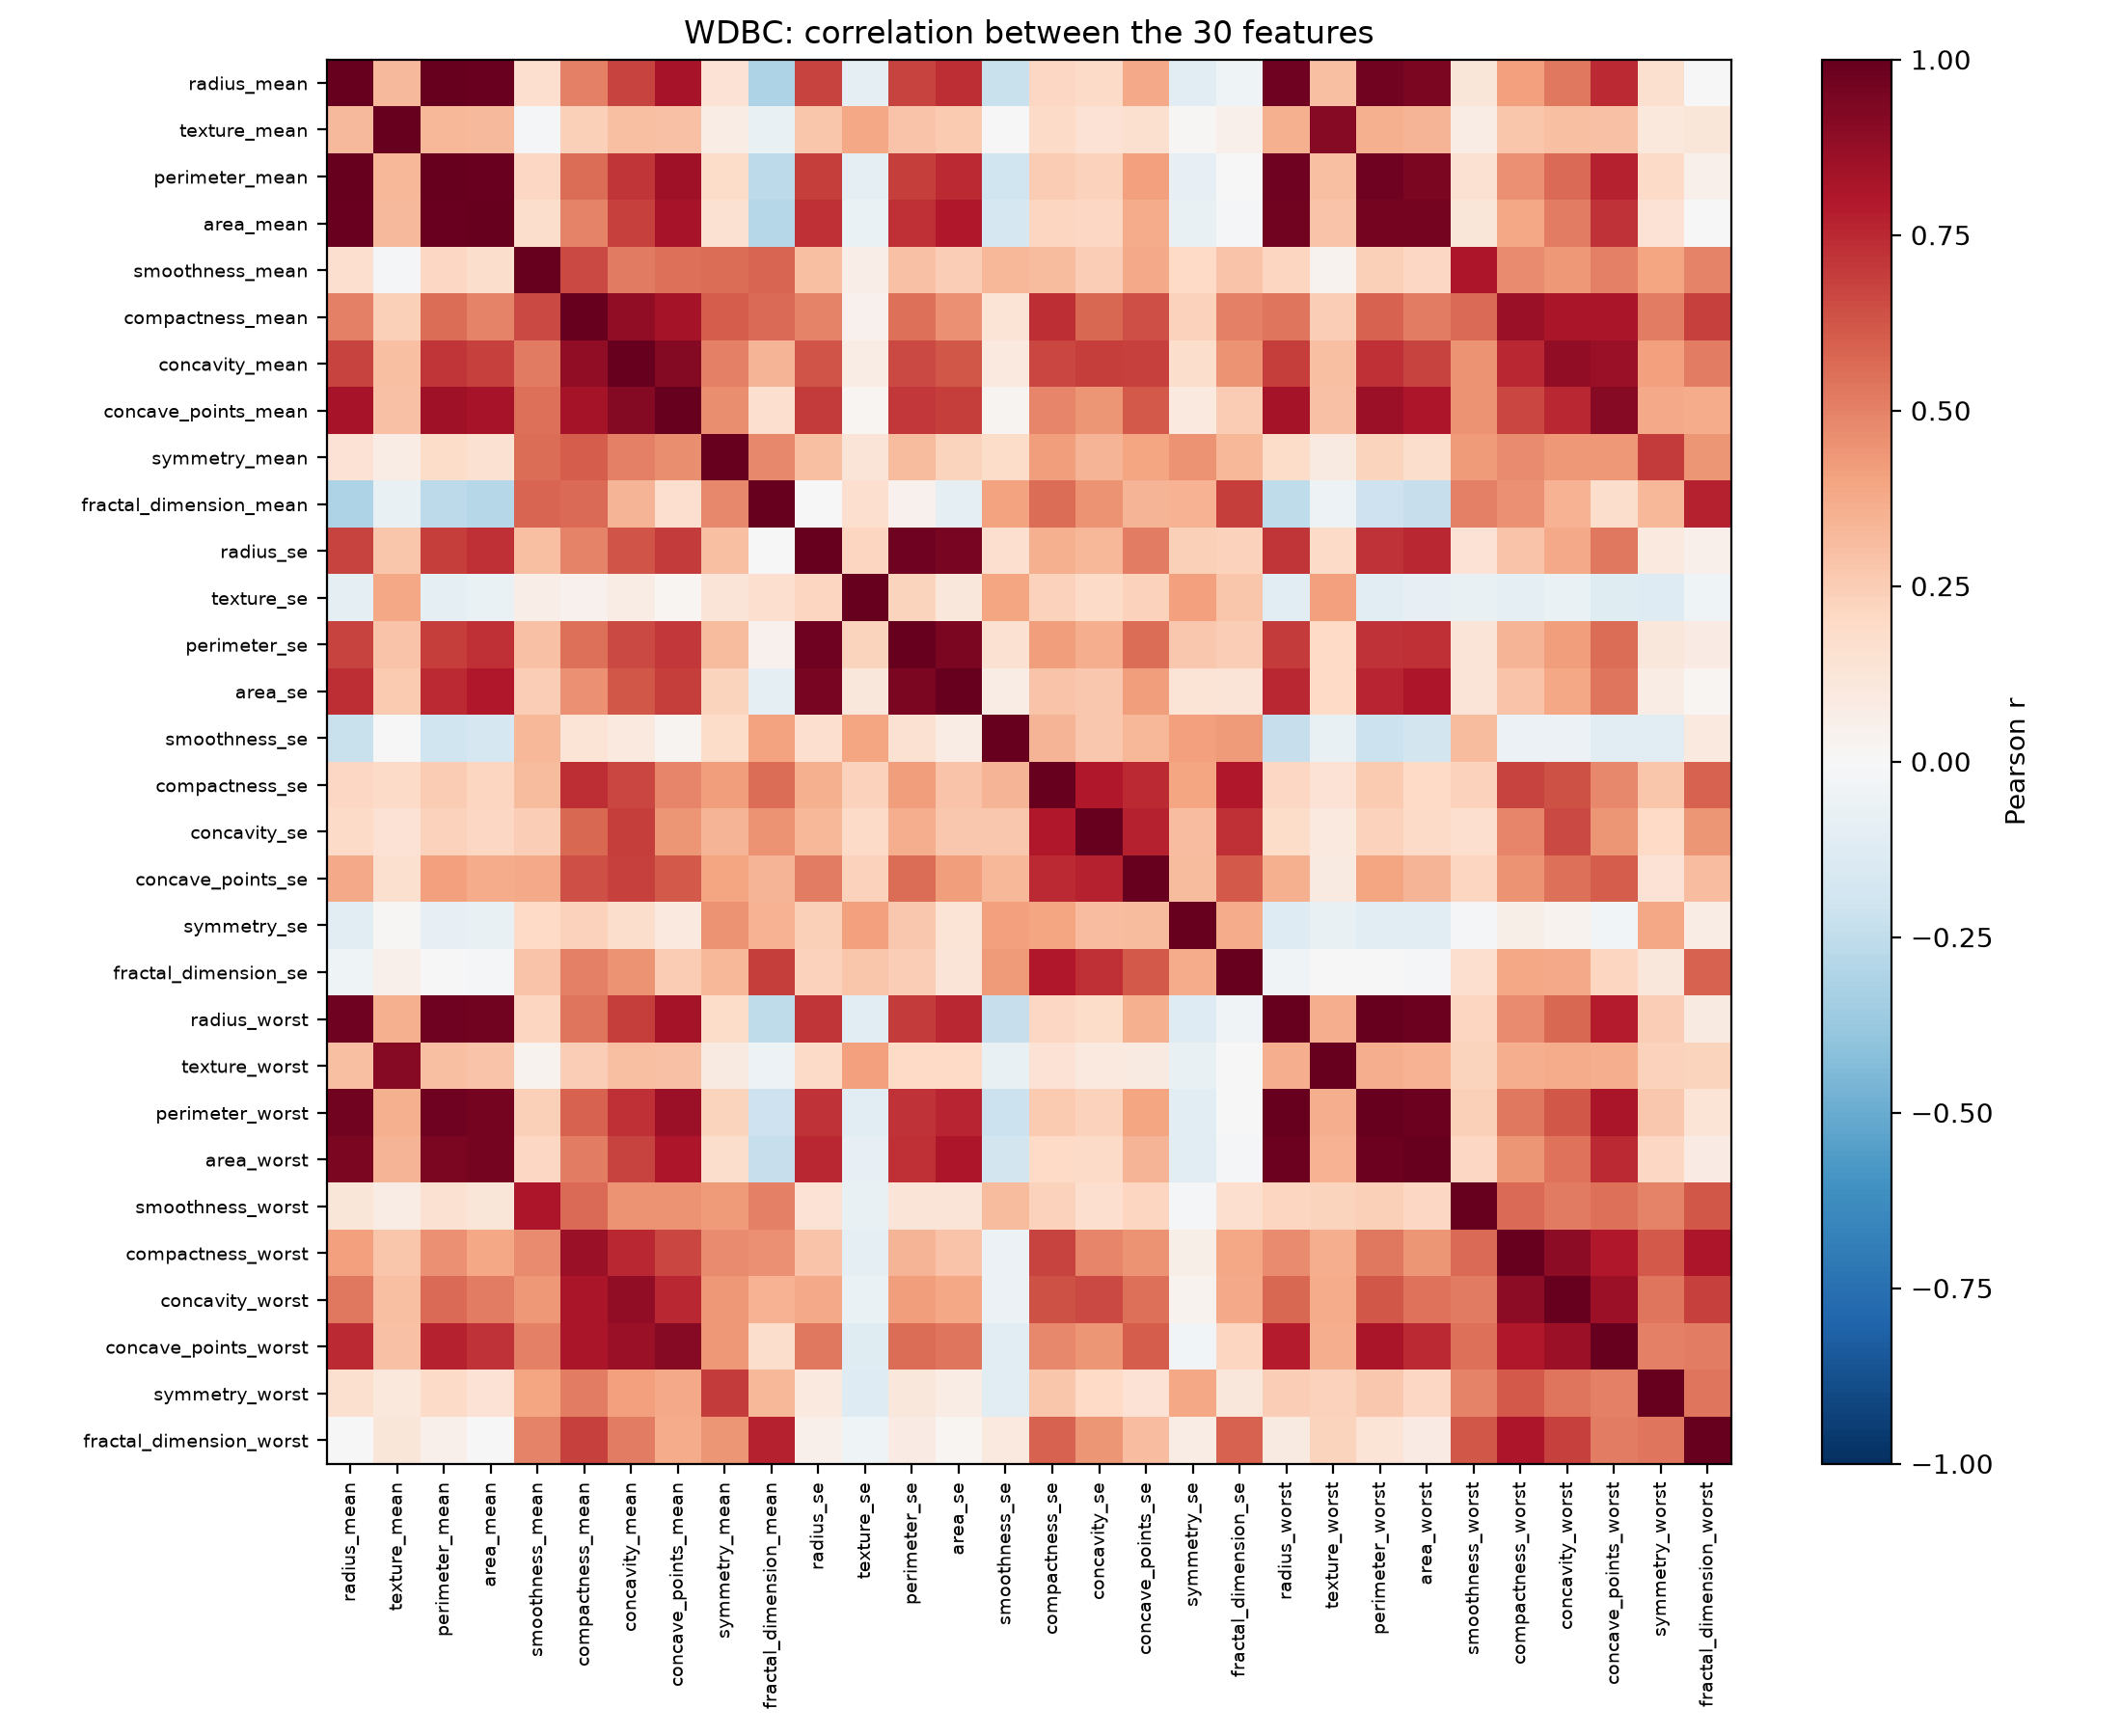 WDBC: correlation between the 30 features
radius_mean
texture_mean
perimeter_mean
area_mean
smoothness_mean
compactness_mean
concavity_mean
concave_points_mean
symmetry_mean
fractal_dimension_mean
radius_se
texture_se
perimeter_se
area_se
smoothness_se
compactness_se
concavity_se
concave_points_se
symmetry_se
fractal_dimension_se
radius_worst
texture_worst
perimeter_worst
area_worst
smoothness_worst
compactness_worst
concavity_worst
concave_points_worst
symmetry_worst
fractal_dimension_worst
radius_mean
texture_mean
perimeter_mean
area_mean
smoothness_mean
compactness_mean
concavity_mean
concave_points_mean
symmetry_mean
fractal_dimension_mean
radius_se
texture_se
perimeter_se
area_se
smoothness_se
compactness_se
concavity_se
concave_points_se
symmetry_se
fractal_dimension_se
radius_worst
texture_worst
perimeter_worst
area_worst
smoothness_worst
compactness_worst
concavity_worst
concave_points_worst
symmetry_worst
fractal_dimension_worst
1.00
0.75
0.50
0.25
0.00
−0.25
−0.50
−0.75
−1.00
Pearson r